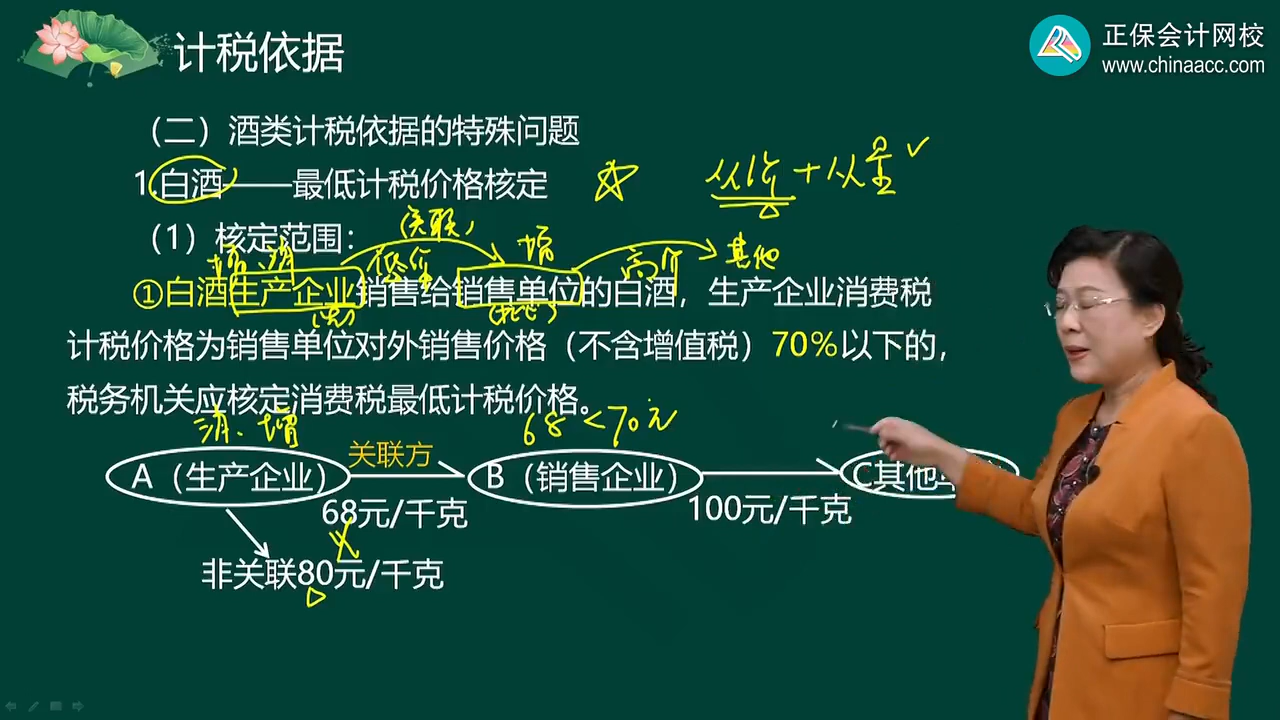 计税依据
正保会计网校
www.chinaacc.com
（二）酒类计税依据的特殊问题
1.白酒——最低计税价格核定
从价+从量
（1）核定范围：
（关联）
增、消
低价
增
高价
其他
①白酒生产企业销售给销售单位的白酒，生产企业消费税
计税价格为销售单位对外销售价格（不含增值税）70%以下的，
税务机关应核定消费税最低计税价格。
消、增
68<70元
A（生产企业）
关联方
B（销售企业）
C其他
68元/千克
100元/千克
非关联80元/千克